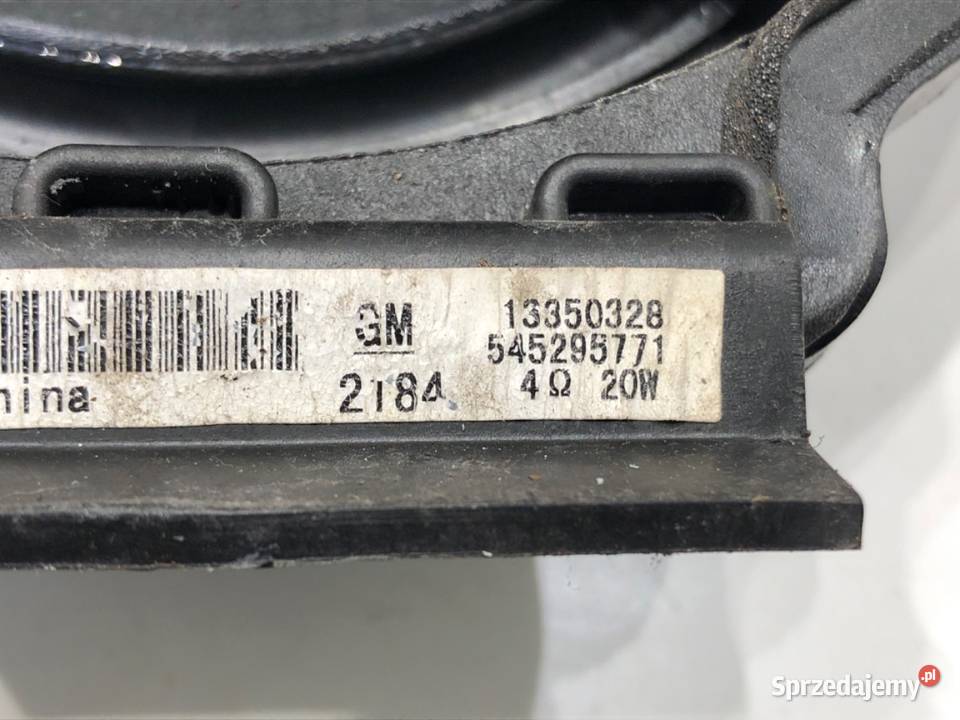 GM 13350328
545295771
hina 2184 4Ω 20W
Sprzedajemy.pl